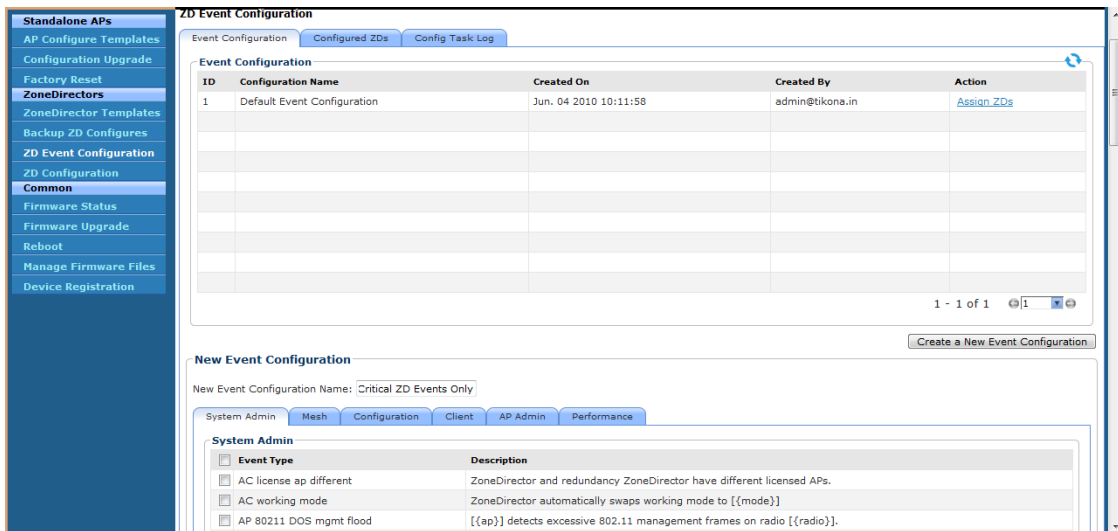 Standalone APs
AP Configure Templates
Configuration Upgrade
Factory Reset
ZoneDirectors
ZoneDirector Templates
Backup ZD Configures
ZD Event Configuration
ZD Configuration
Common
Firmware Status
Firmware Upgrade
Reboot
Manage Firmware Files
Device Registration
ZD Event Configuration
Event Configuration Configured ZDs Config Task Log
Event Configuration
ID Configuration Name Created On Created By Action
1 Default Event Configuration Jun. 04 2010 10:11:58 admin@tikona.in Assign ZDs
1 - 1 of 1 1
Create a New Event Configuration
New Event Configuration
New Event Configuration Name: Critical ZD Events Only
System Admin Mesh Configuration Client AP Admin Performance
System Admin
Event Type Description
AC license ap different ZoneDirector and redundancy ZoneDirector have different licensed APs.
AC working mode ZoneDirector automatically swaps working mode to [{mode}]
AP 80211 DOS mgmt flood [{ap}] detects excessive 802.11 management frames on radio [{radio}].